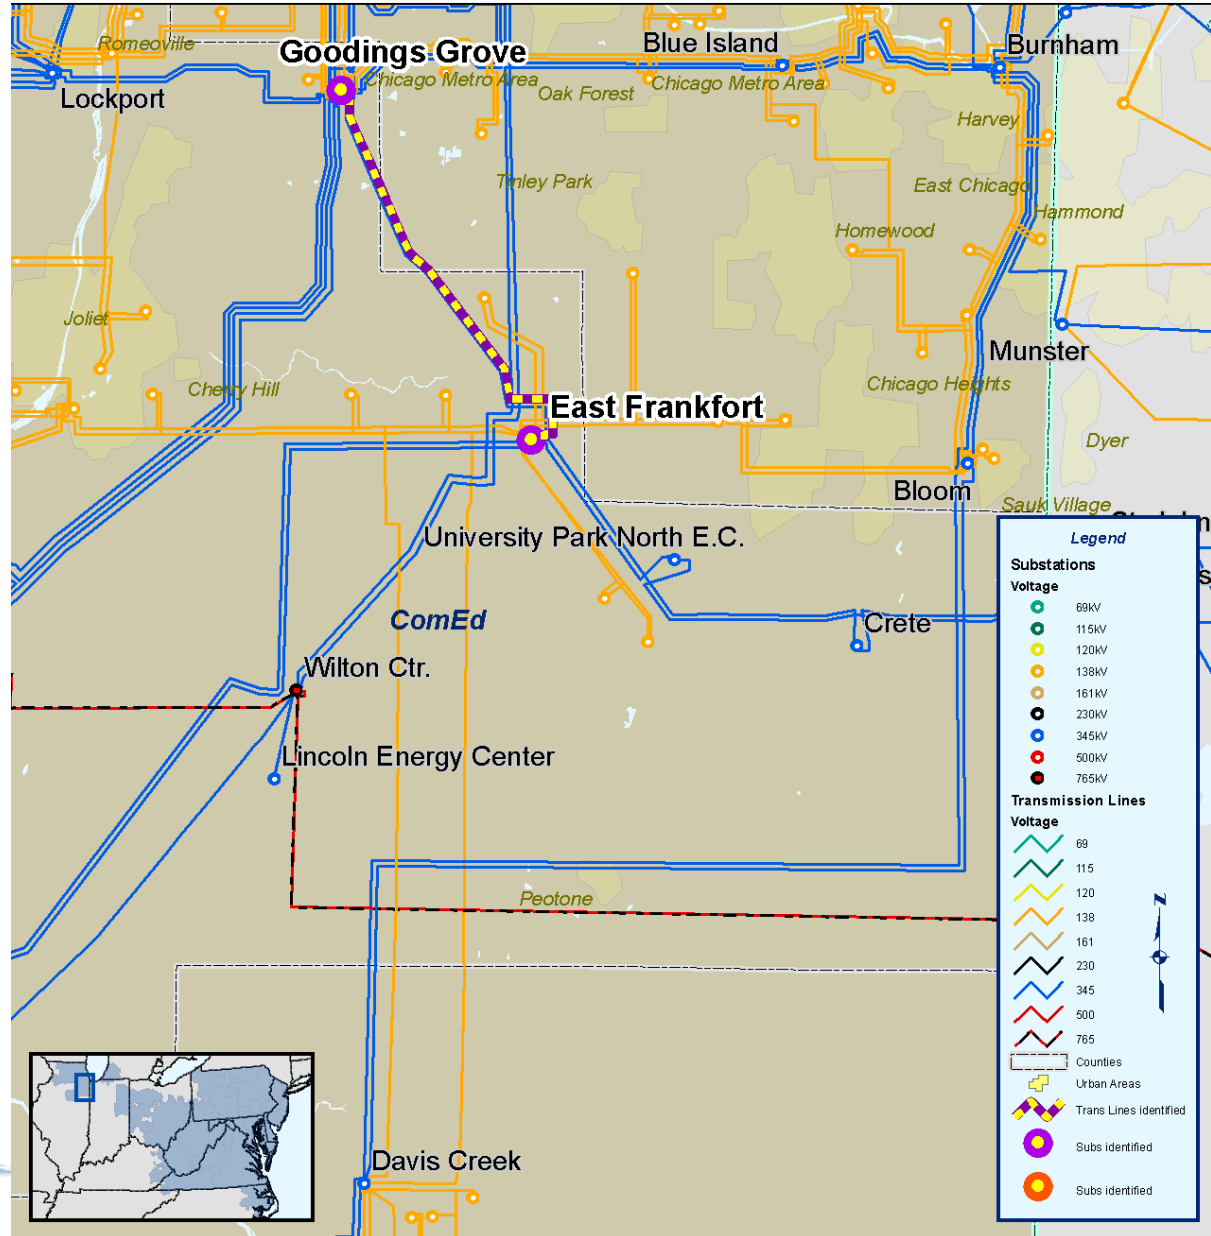 Romeoville
Goodings Grove
Blue Island
Burnham
Lockport
Chicago Metro Area
Oak Forest
Chicago Metro Area
Harvey
Tinley Park
East Chicago
Hammond
Homewood
Joliet
Munster
Cherry Hill
Chicago Heights
East Frankfort
Dyer
Bloom
Sauk Village
University Park North E.C.
ComEd
Crete
Wilton Ctr.
Lincoln Energy Center
Peotone
Davis Creek
Legend
Substations
Voltage
69kV
115kV
120kV
138kV
161kV
230kV
345kV
500kV
765kV
Transmission Lines
Voltage
69
115
120
138
161
230
345
500
765
Counties
Urban Areas
Trans Lines identified
Subs identified
Subs identified
N